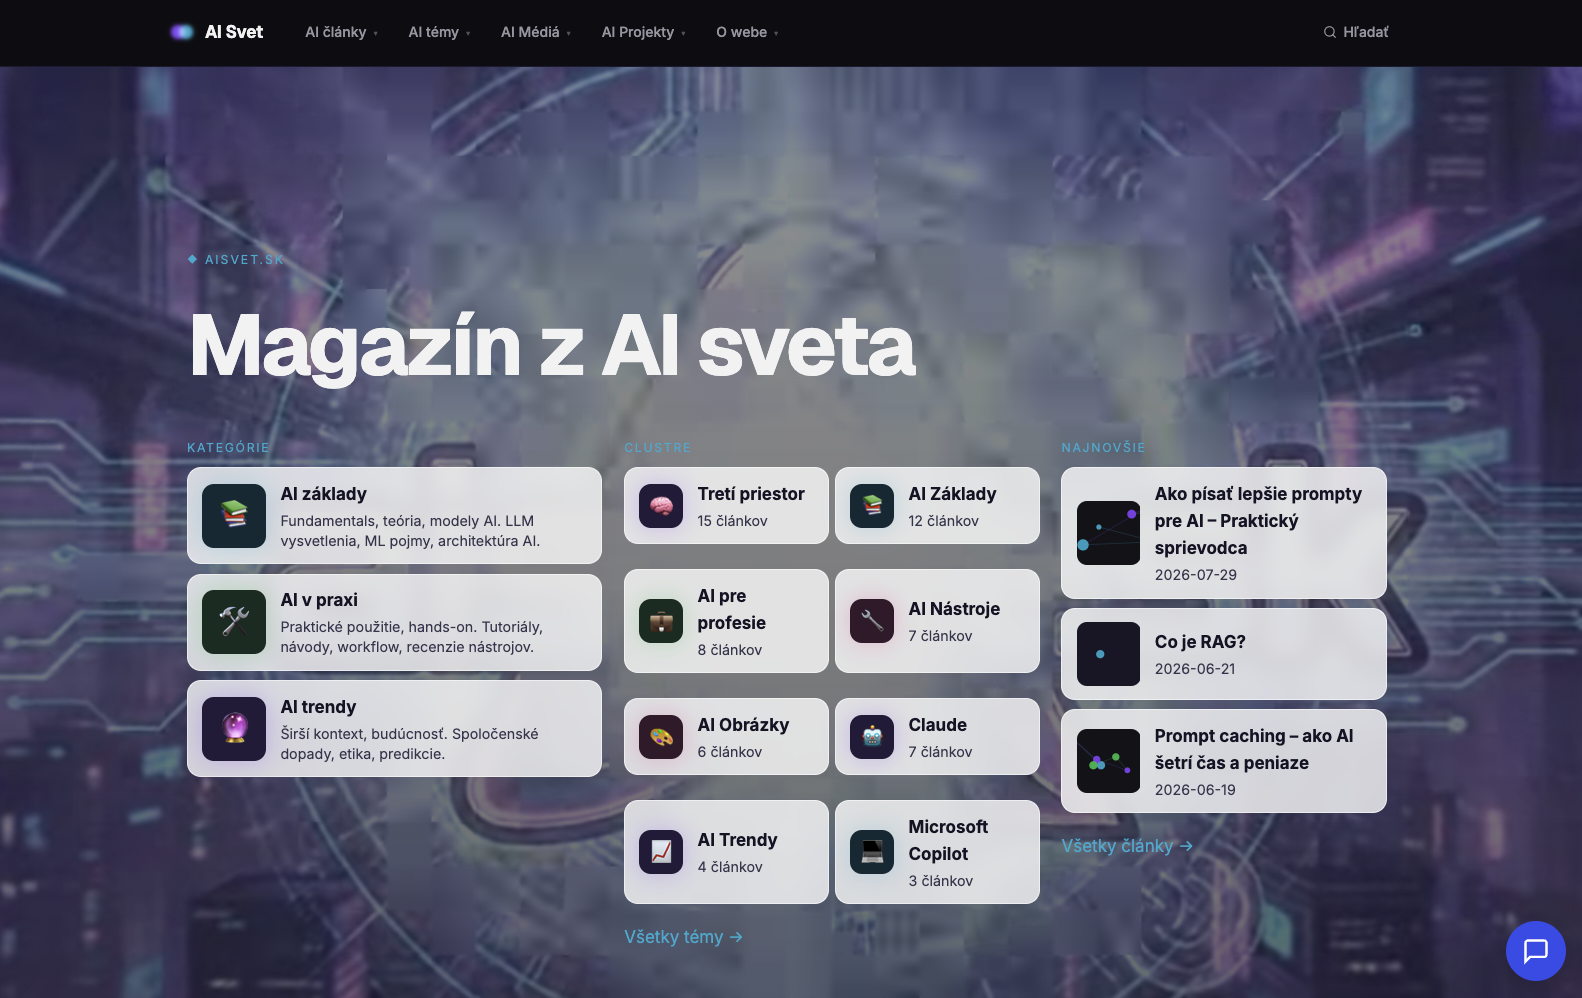 AI Svet
AI články
AI témy
AI Médiá
AI Projekty
O webe
Hľadať
AISVET.SK
Magazín z AI sveta
KATEGÓRIE
AI základy
Fundamentals, teória, modely AI. LLM
vysvetlenia, ML pojmy, architektúra AI.
AI v praxi
Praktické použitie, hands-on. Tutoriály,
návody, workflow, recenzie nástrojov.
AI trendy
Širší kontext, budúcnosť. Spoločenské
dopady, etika, predikcie.
CLUSTRE
Tretí priestor
15 článkov
AI Základy
12 článkov
AI pre
profesie
8 článkov
AI Nástroje
7 článkov
AI Obrázky
6 článkov
Claude
7 článkov
AI Trendy
4 článkov
Microsoft
Copilot
3 článkov
Všetky témy →
NAJNOVŠIE
Ako písať lepšie prompty
pre AI – Praktický
sprievodca
2026-07-29
Co je RAG?
2026-06-21
Prompt caching – ako AI
šetrí čas a peniaze
2026-06-19
Všetky články →